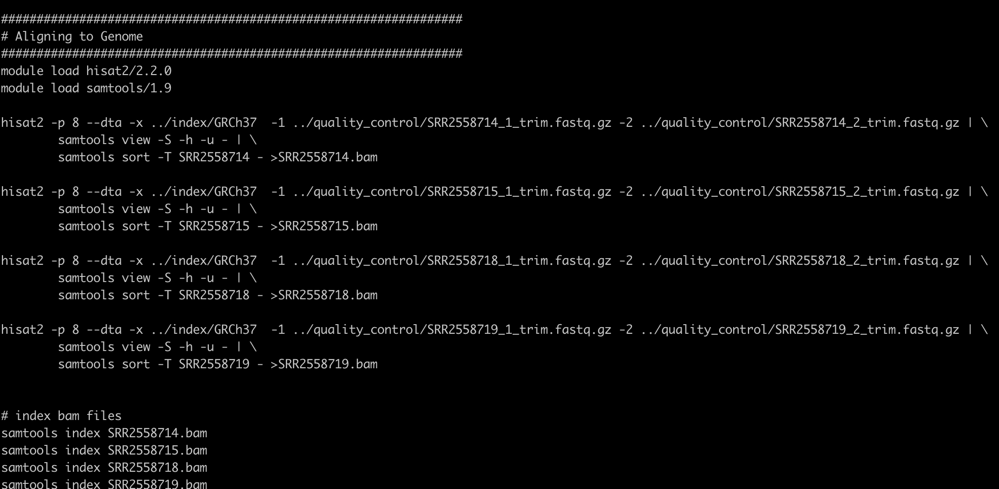 #################################################################
# Aligning to Genome
#################################################################
module load hisat2/2.2.0
module load samtools/1.9
hisat2 -p 8 --dta -x ../index/GRCh37  -1 ../quality_control/SRR2558714_1_trim.fastq.gz -2 ../quality_control/SRR2558714_2_trim.fastq.gz | \
        samtools view -S -h -u - | \
        samtools sort -T SRR2558714 - >SRR2558714.bam
hisat2 -p 8 --dta -x ../index/GRCh37  -1 ../quality_control/SRR2558715_1_trim.fastq.gz -2 ../quality_control/SRR2558715_2_trim.fastq.gz | \
        samtools view -S -h -u - | \
        samtools sort -T SRR2558715 - >SRR2558715.bam
hisat2 -p 8 --dta -x ../index/GRCh37  -1 ../quality_control/SRR2558718_1_trim.fastq.gz -2 ../quality_control/SRR2558718_2_trim.fastq.gz | \
        samtools view -S -h -u - | \
        samtools sort -T SRR2558718 - >SRR2558718.bam
hisat2 -p 8 --dta -x ../index/GRCh37  -1 ../quality_control/SRR2558719_1_trim.fastq.gz -2 ../quality_control/SRR2558719_2_trim.fastq.gz | \
        samtools view -S -h -u - | \
        samtools sort -T SRR2558719 - >SRR2558719.bam
# index bam files
samtools index SRR2558714.bam
samtools index SRR2558715.bam
samtools index SRR2558718.bam
samtools index SRR2558719.bam